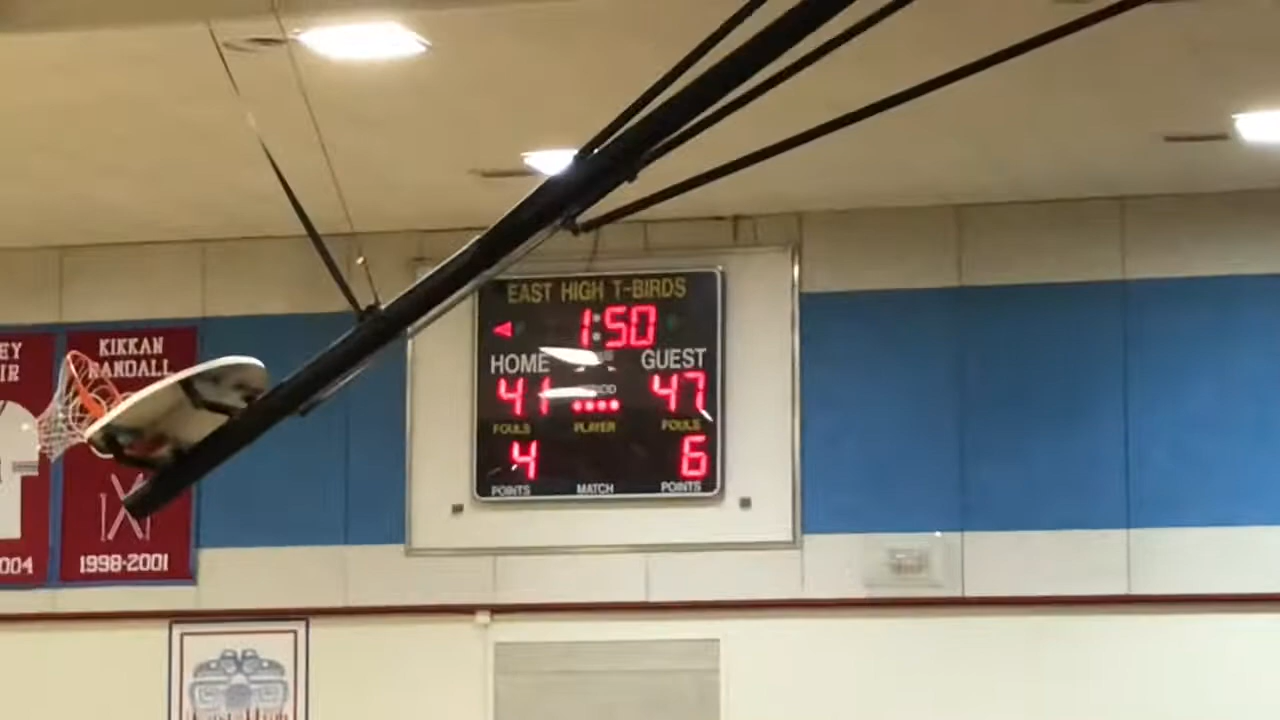 EAST HIGH T-BIRDS
1:50
HOME GUEST
41 47
FOULS PLAYER FOULS
4 6
POINTS MATCH POINTS
KIKKAN
RANDALL
1998-2001